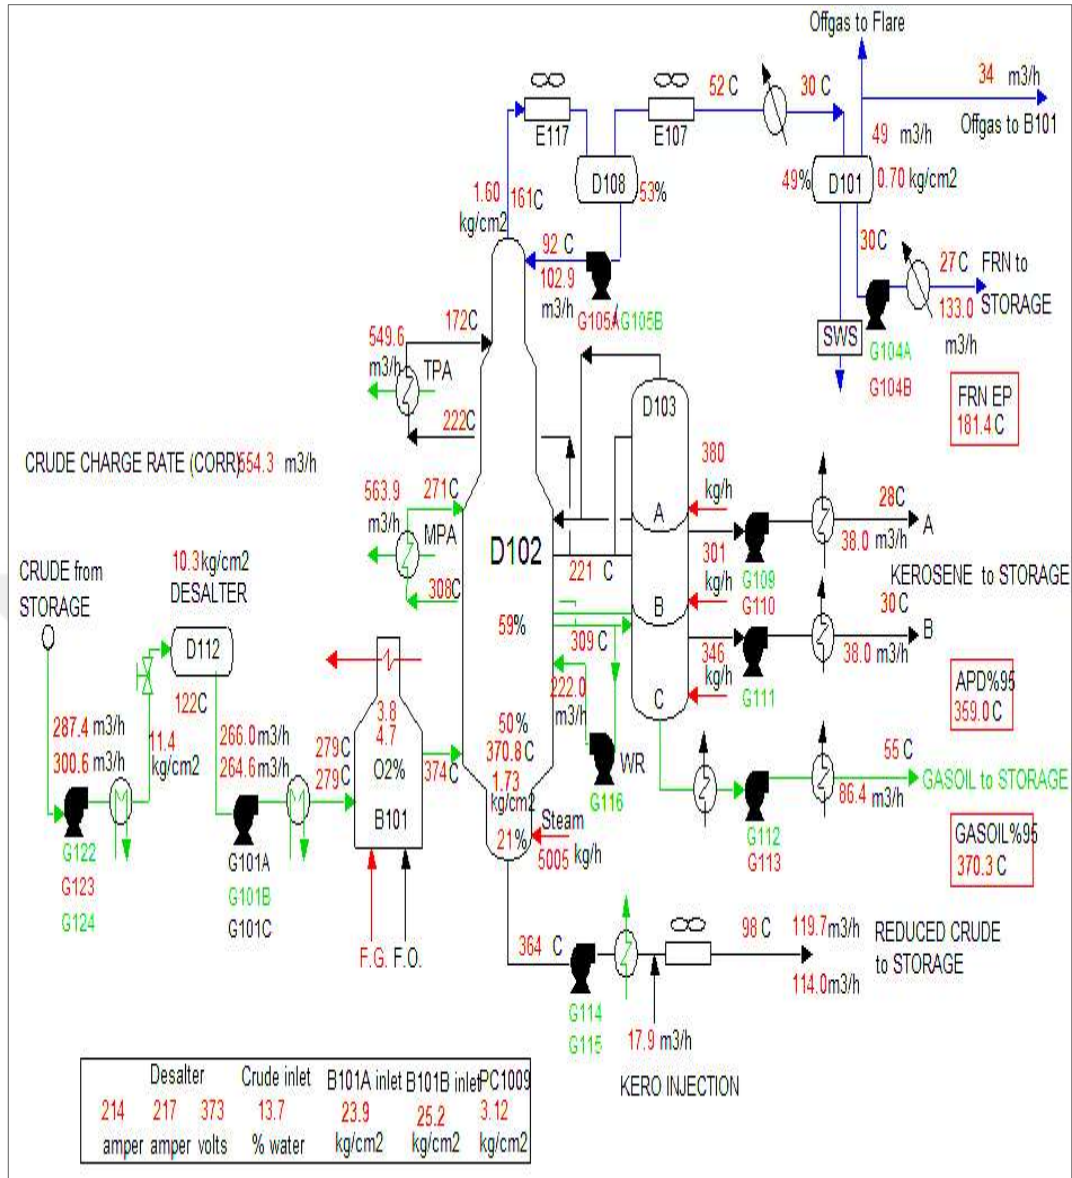 Offgas to Flare
34 m3/h
Offgas to B101
52 C
30 C
E117
E107
49 m3/h
D108
53%
49%
D101
0.70 kg/cm2
1.60
kg/cm2
161C
92 C
102.9
m3/h
G105A/G105B
30C
27 C
FRN to
STORAGE
133.0
m3/h
SWS
G104A
G104B
FRN EP
181.4 C
549.6
m3/h
172C
TPA
222C
D103
CRUDE CHARGE RATE (CORR) 554.3 m3/h
380
kg/h
563.9
m3/h
271C
MPA
308C
A
28C
A
38.0 m3/h
G109
G110
301
kg/h
KEROSENE to STORAGE
D102
221 C
CRUDE from
STORAGE
10.3 kg/cm2
DESALTER
D112
122C
59%
B
309 C
30 C
B
38.0 m3/h
346
kg/h
G111
222.0
m3/h
C
APD%95
359.0 C
287.4 m3/h
300.6 m3/h
11.4
kg/cm2
266.0 m3/h
264.6 m3/h
279C
279C
3.8
4.7
O2%
B101
374C
50%
370.8 C
1.73
kg/cm2
21%
WR
G116
Steam
5005 kg/h
55 C
GASOIL to STORAGE
86.4 m3/h
G112
G113
GASOIL%95
370.3 C
G122
G123
G124
G101A
G101B
G101C
F.G. F.O.
364 C
G114
G115
98 C
119.7 m3/h
114.0 m3/h
REDUCED CRUDE
to STORAGE
17.9 m3/h
KERO INJECTION
Desalter Crude inlet B101A inlet B101B inlet PC1009
214 217 373 13.7 23.9 25.2 3.12
amper amper volts % water kg/cm2 kg/cm2 kg/cm2